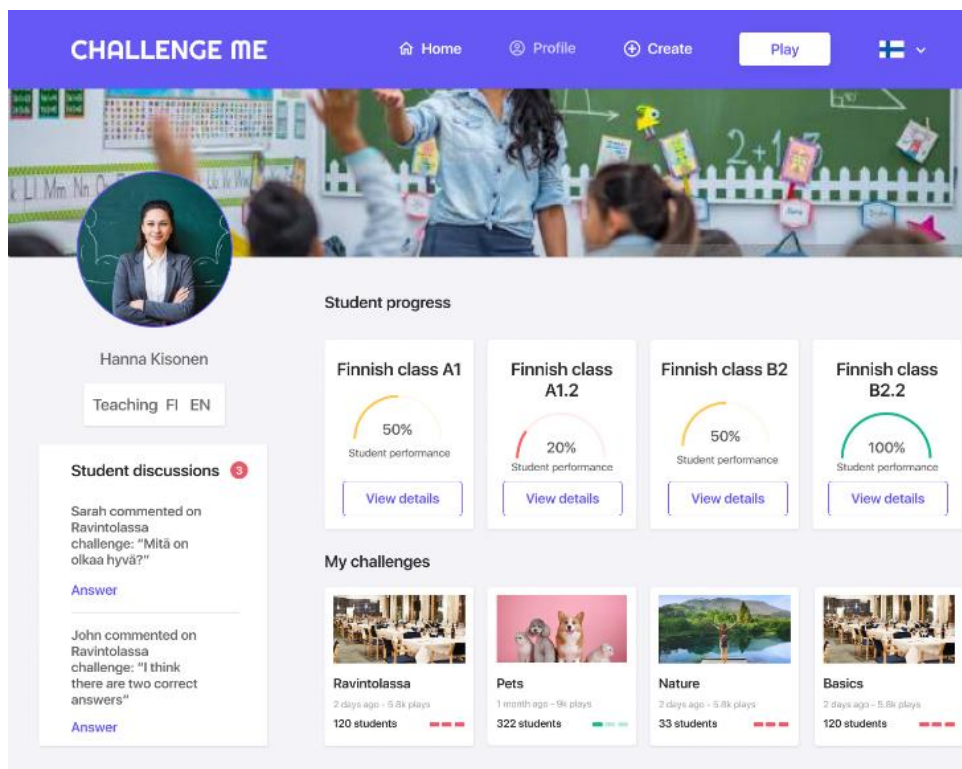 CHALLENGE ME
Home
Profile
Create
Play
Mm Nn
2+1
Hanna Kisonen
Teaching FI EN
Student discussions 3
Sarah commented on
Ravintolassa
challenge: "Mitä on
olkaa hyvä?"
Answer
John commented on
Ravintolassa
challenge: "I think
there are two correct
answers"
Answer
Student progress
Finnish class A1
50%
Student performance
View details
Finnish class
A1.2
20%
Student performance
View details
Finnish class B2
50%
Student performance
View details
Finnish class
B2.2
100%
Student performance
View details
My challenges
Ravintolassa
2 days ago - 5.8k plays
120 students
Pets
1 month ago - 9k plays
322 students
Nature
2 days ago - 5.8k plays
33 students
Basics
2 days ago - 5.8k plays
120 students